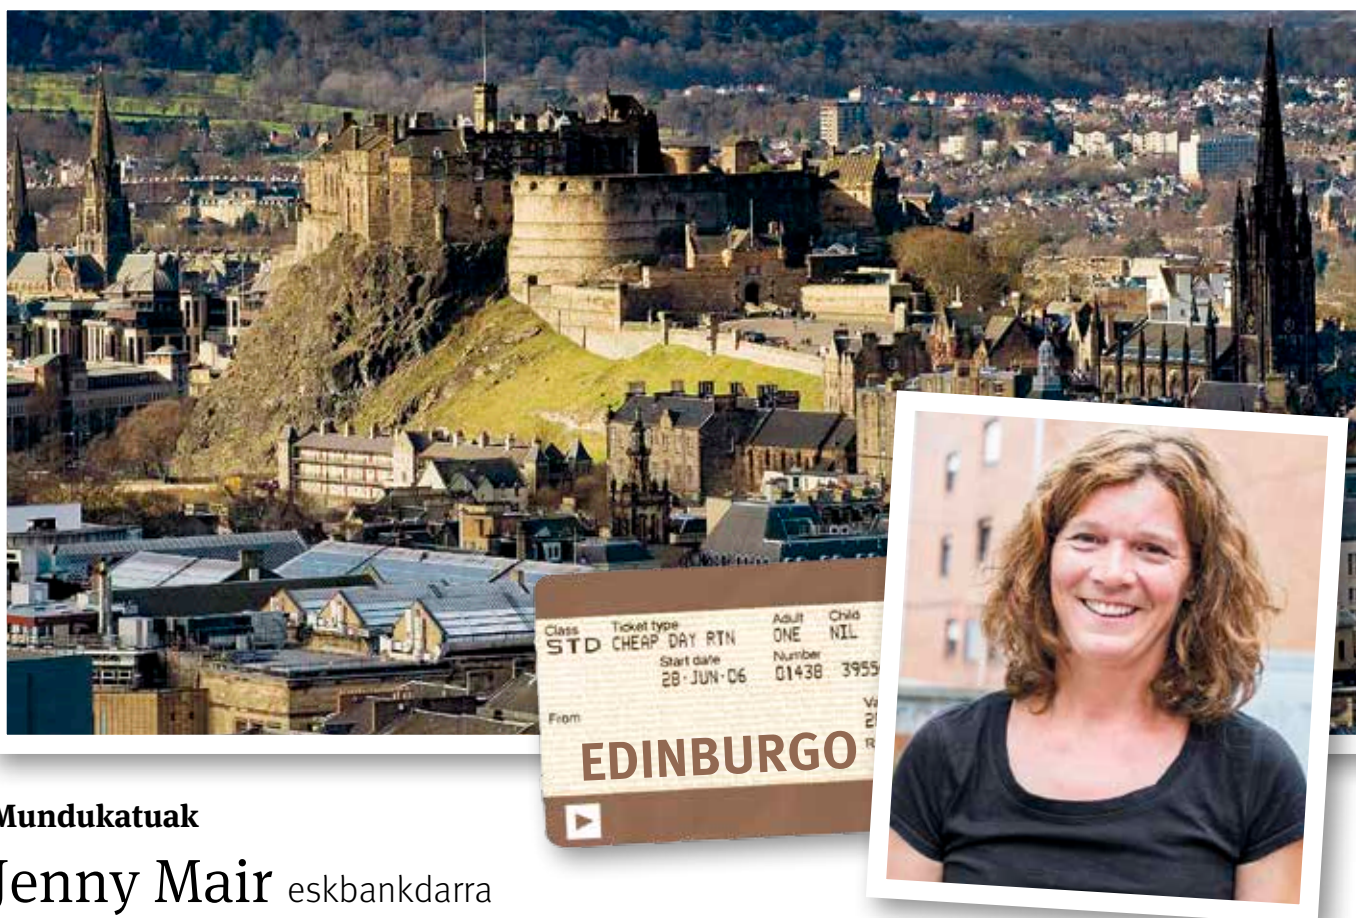 Class Ticket type Adult Child
STD CHEAP DAY RTN ONE NIL
Start date Number
28·JUN·06 01438
From
EDINBURGO
Mundukatuak
Jenny Mair eskbankdarra